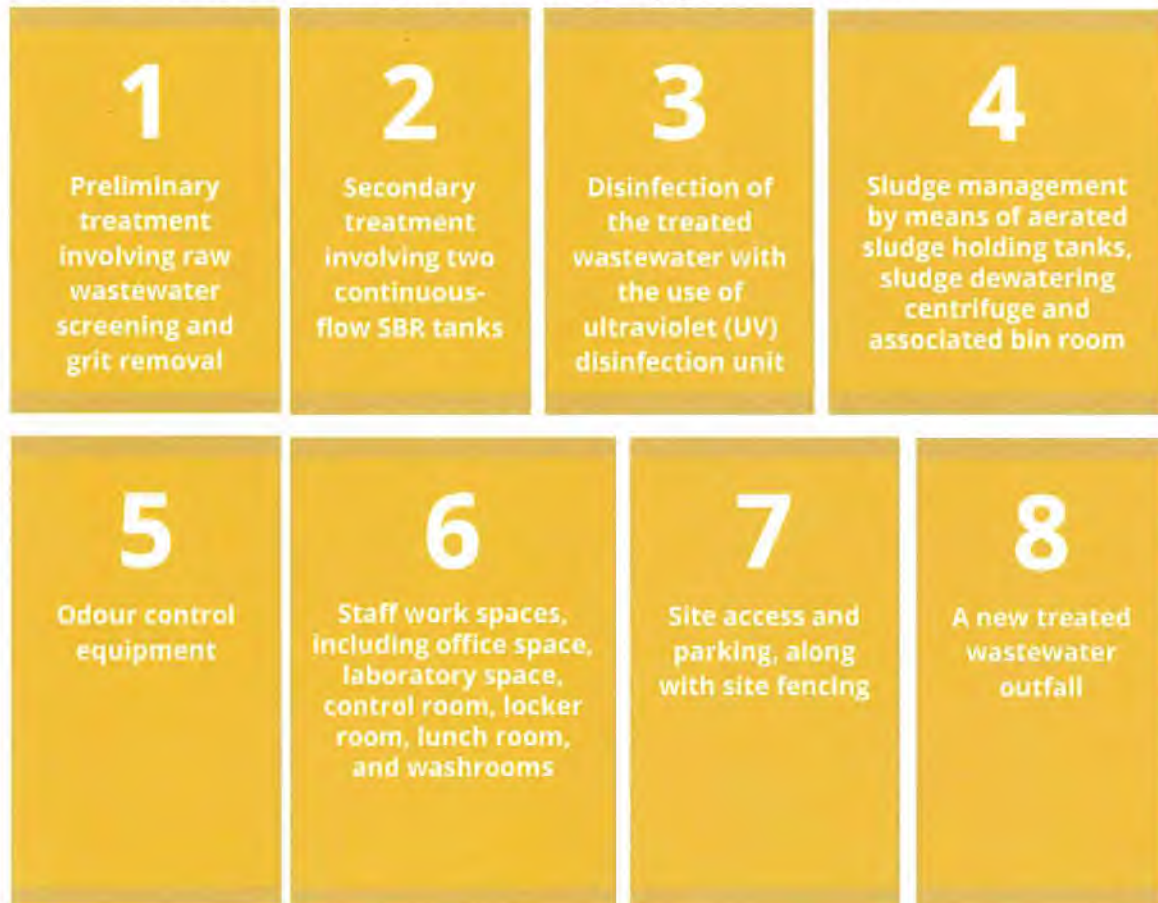 1
Preliminary
treatment
involving raw
wastewater
screening and
grit removal
2
Secondary
treatment
involving two
continuous-
flow SBR tanks
3
Disinfection of
the treated
wastewater with
the use of
ultraviolet (UV)
disinfection unit
4
Sludge management
by means of aerated
sludge holding tanks,
sludge dewatering
centrifuge and
associated bin room
5
Odour control
equipment
6
Staff work spaces,
including office space,
laboratory space,
control room, locker
room, lunch room,
and washrooms
7
Site access and
parking, along
with site fencing
8
A new treated
wastewater
outfall